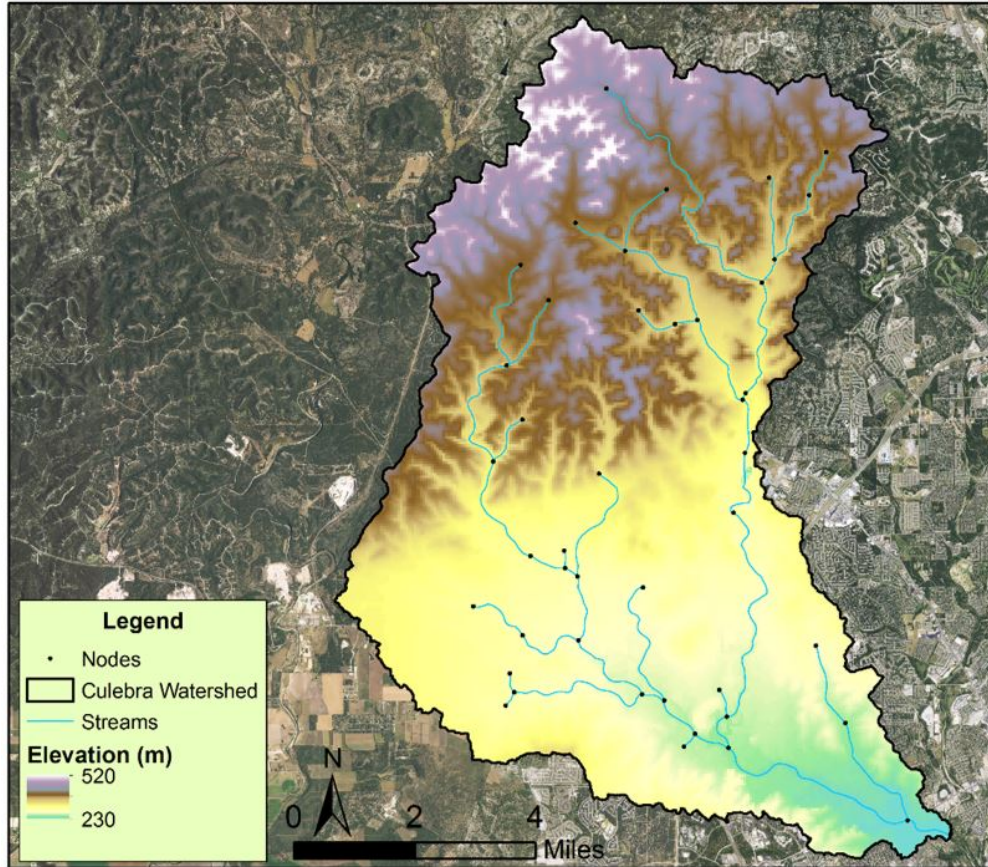 Legend
Nodes
Culebra Watershed
Streams
Elevation (m)
520
230
N
0 2 4
Miles